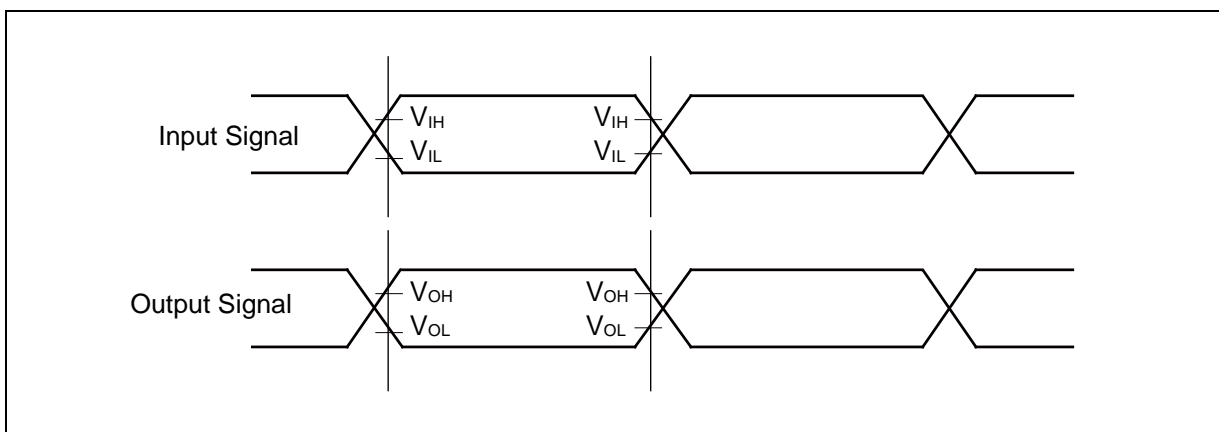 VIH VIH
Input Signal
VIL VIL
VOH VOH
Output Signal
VOL VOL